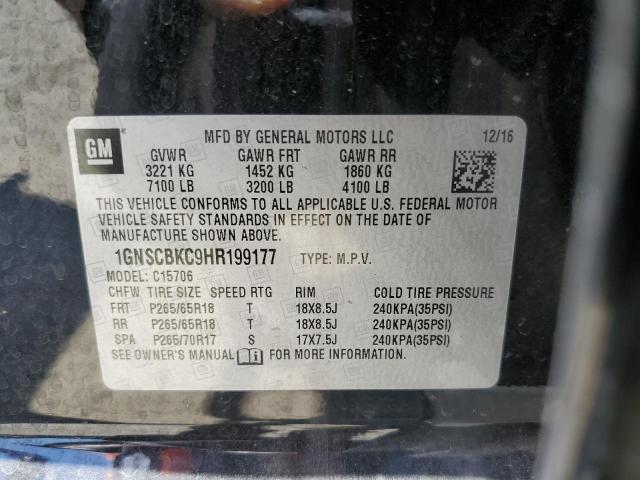 GM
MFD BY GENERAL MOTORS LLC 12/16
GVWR GAWR FRT GAWR RR
3221 KG 1452 KG 1860 KG
7100 LB 3200 LB 4100 LB
THIS VEHICLE CONFORMS TO ALL APPLICABLE U.S. FEDERAL MOTOR
VEHICLE SAFETY STANDARDS IN EFFECT ON THE DATE OF
MANUFACTURE SHOWN ABOVE.
1GNSCBKC9HR199177 TYPE: M.P.V.
MODEL: C15706
CHFW TIRE SIZE SPEED RTG RIM COLD TIRE PRESSURE
FRT P265/65R18 T 18X8.5J 240KPA(35PSI)
RR P265/65R18 T 18X8.5J 240KPA(35PSI)
SPA P265/70R17 S 17X7.5J 240KPA(35PSI)
SEE OWNER'S MANUAL FOR MORE INFORMATION.